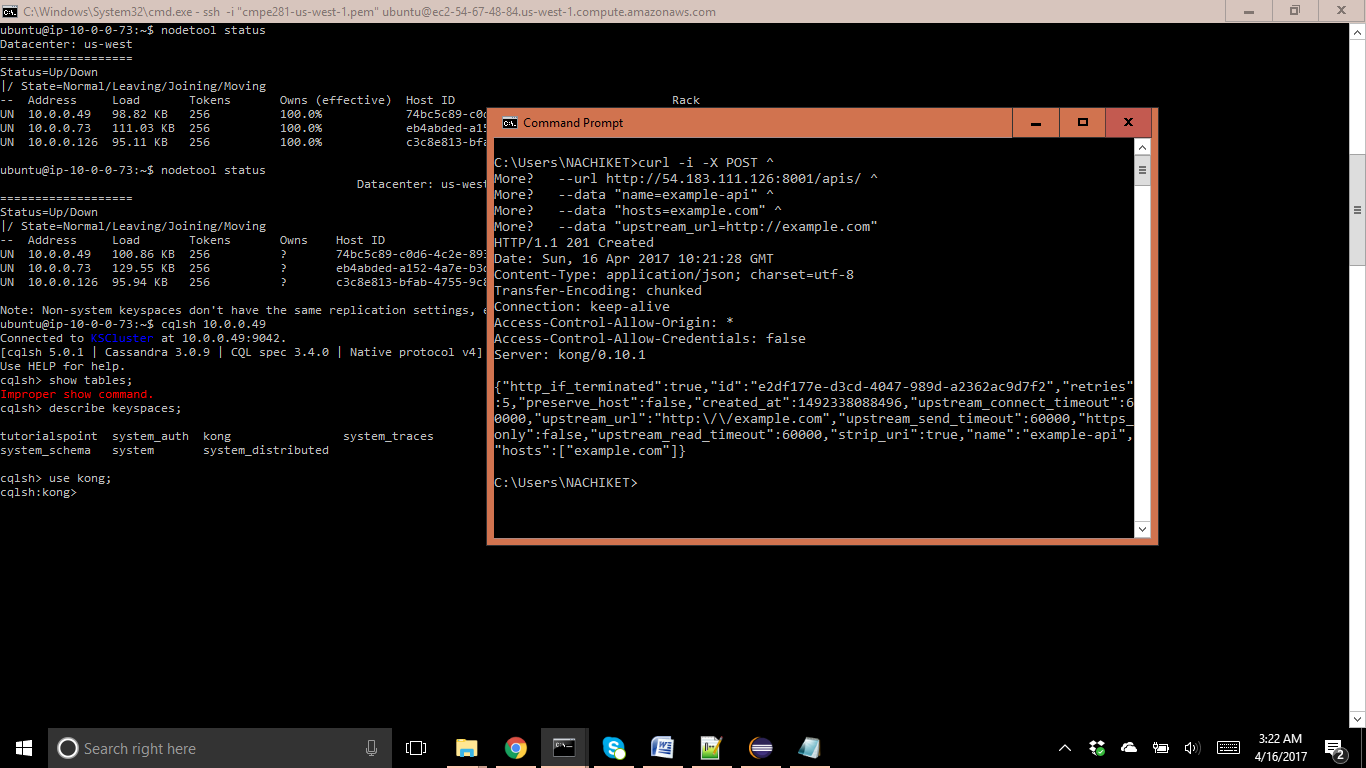 C:\Windows\System32\cmd.exe - ssh -i "cmpe281-us-west-1.pem" ubuntu@ec2-54-67-48-84.us-west-1.compute.amazonaws.com
ubuntu@ip-10-0-0-73:~$ nodetool status
Datacenter: us-west
===================
Status=Up/Down
|/ State=Normal/Leaving/Joining/Moving
--  Address     Load       Tokens       Owns (effective)  Host ID                               Rack
UN  10.0.0.49   98.82 KB   256          100.0%            74bc5c89-c0d
UN  10.0.0.73   111.03 KB  256          100.0%            eb4abded-a15
UN  10.0.0.126  95.11 KB   256          100.0%            c3c8e813-bfa
ubuntu@ip-10-0-0-73:~$ nodetool status
Datacenter: us-west
===================
Status=Up/Down
|/ State=Normal/Leaving/Joining/Moving
--  Address     Load       Tokens       Owns    Host ID
UN  10.0.0.49   100.86 KB  256          ?       74bc5c89-c0d6-4c2e-893
UN  10.0.0.73   129.55 KB  256          ?       eb4abded-a152-4a7e-b3d
UN  10.0.0.126  95.94 KB   256          ?       c3c8e813-bfab-4755-9c8
Note: Non-system keyspaces don't have the same replication settings, e
ubuntu@ip-10-0-0-73:~$ cqlsh 10.0.0.49
Connected to KSCluster at 10.0.0.49:9042.
[cqlsh 5.0.1 | Cassandra 3.0.9 | CQL spec 3.4.0 | Native protocol v4]
Use HELP for help.
cqlsh> show tables;
Improper show command.
cqlsh> describe keyspaces;
tutorialspoint  system_auth  kong                system_traces
system_schema   system       system_distributed
cqlsh> use kong;
cqlsh:kong>
Command Prompt
C:\Users\NACHIKET>curl -i -X POST ^
More?   --url http://54.183.111.126:8001/apis/ ^
More?   --data "name=example-api" ^
More?   --data "hosts=example.com" ^
More?   --data "upstream_url=http://example.com"
HTTP/1.1 201 Created
Date: Sun, 16 Apr 2017 10:21:28 GMT
Content-Type: application/json; charset=utf-8
Transfer-Encoding: chunked
Connection: keep-alive
Access-Control-Allow-Origin: *
Access-Control-Allow-Credentials: false
Server: kong/0.10.1
{"http_if_terminated":true,"id":"e2df177e-d3cd-4047-989d-a2362ac9d7f2","retries"
:5,"preserve_host":false,"created_at":1492338088496,"upstream_connect_timeout":6
0000,"upstream_url":"http:\/\/example.com","upstream_send_timeout":60000,"https_
only":false,"upstream_read_timeout":60000,"strip_uri":true,"name":"example-api",
"hosts":["example.com"]}
C:\Users\NACHIKET>
Search right here
3:22 AM
4/16/2017
2